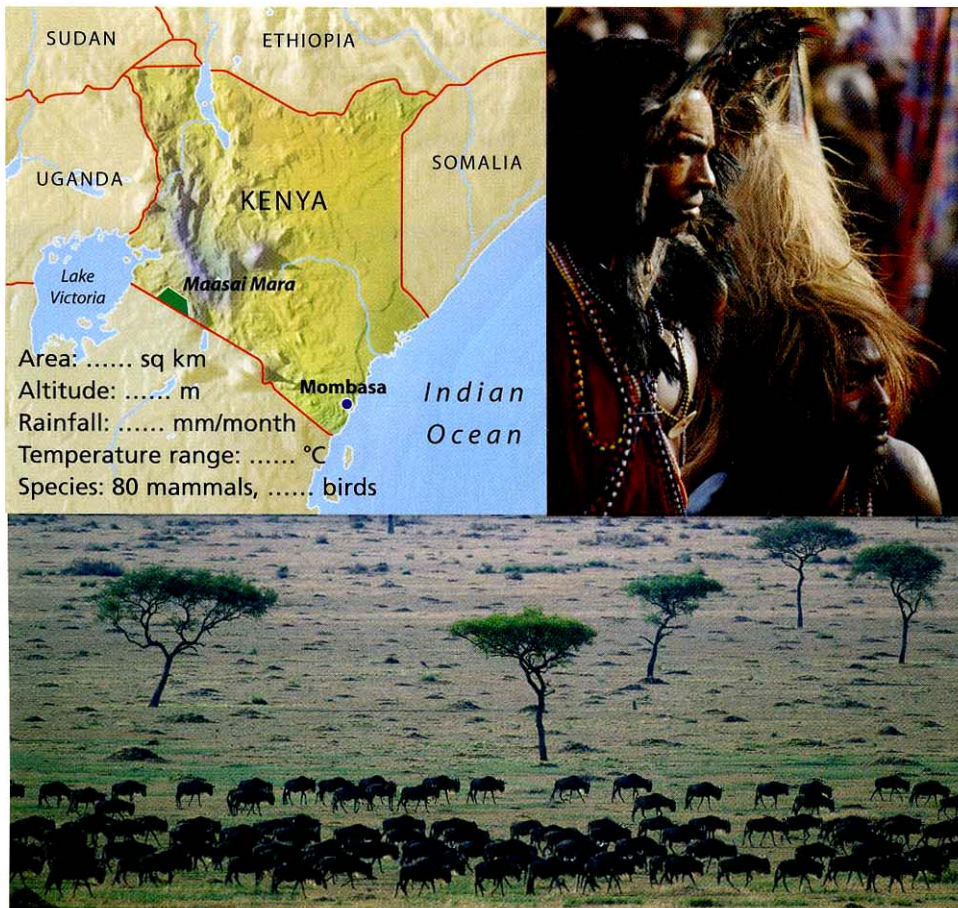 SUDAN
ETHIOPIA
UGANDA
KENYA
SOMALIA
Lake
Victoria
Maasai Mara
Area: ...... sq km
Altitude: ...... m
Rainfall: ...... mm/month
Temperature range: ...... °C
Species: 80 mammals, ...... birds
Mombasa
Indian
Ocean